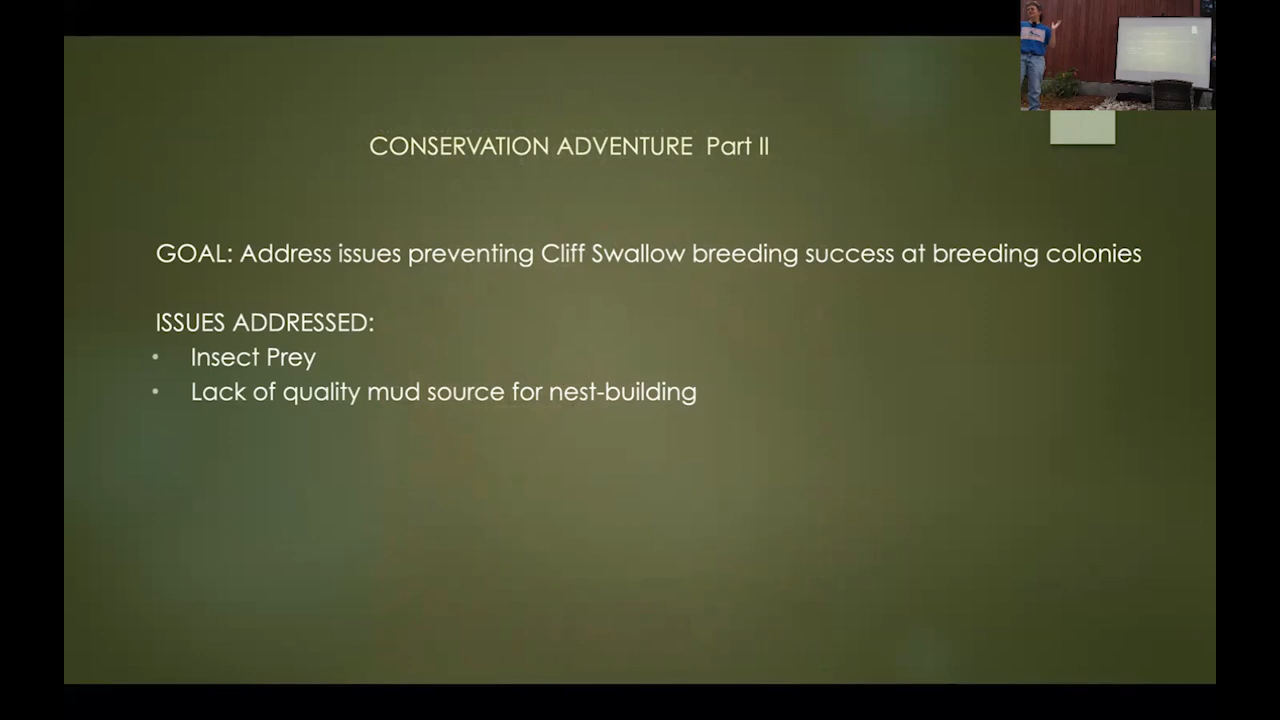 CONSERVATION ADVENTURE Part II
GOAL: Address issues preventing Cliff Swallow breeding success at breeding colonies
ISSUES ADDRESSED:
• Insect Prey
• Lack of quality mud source for nest-building